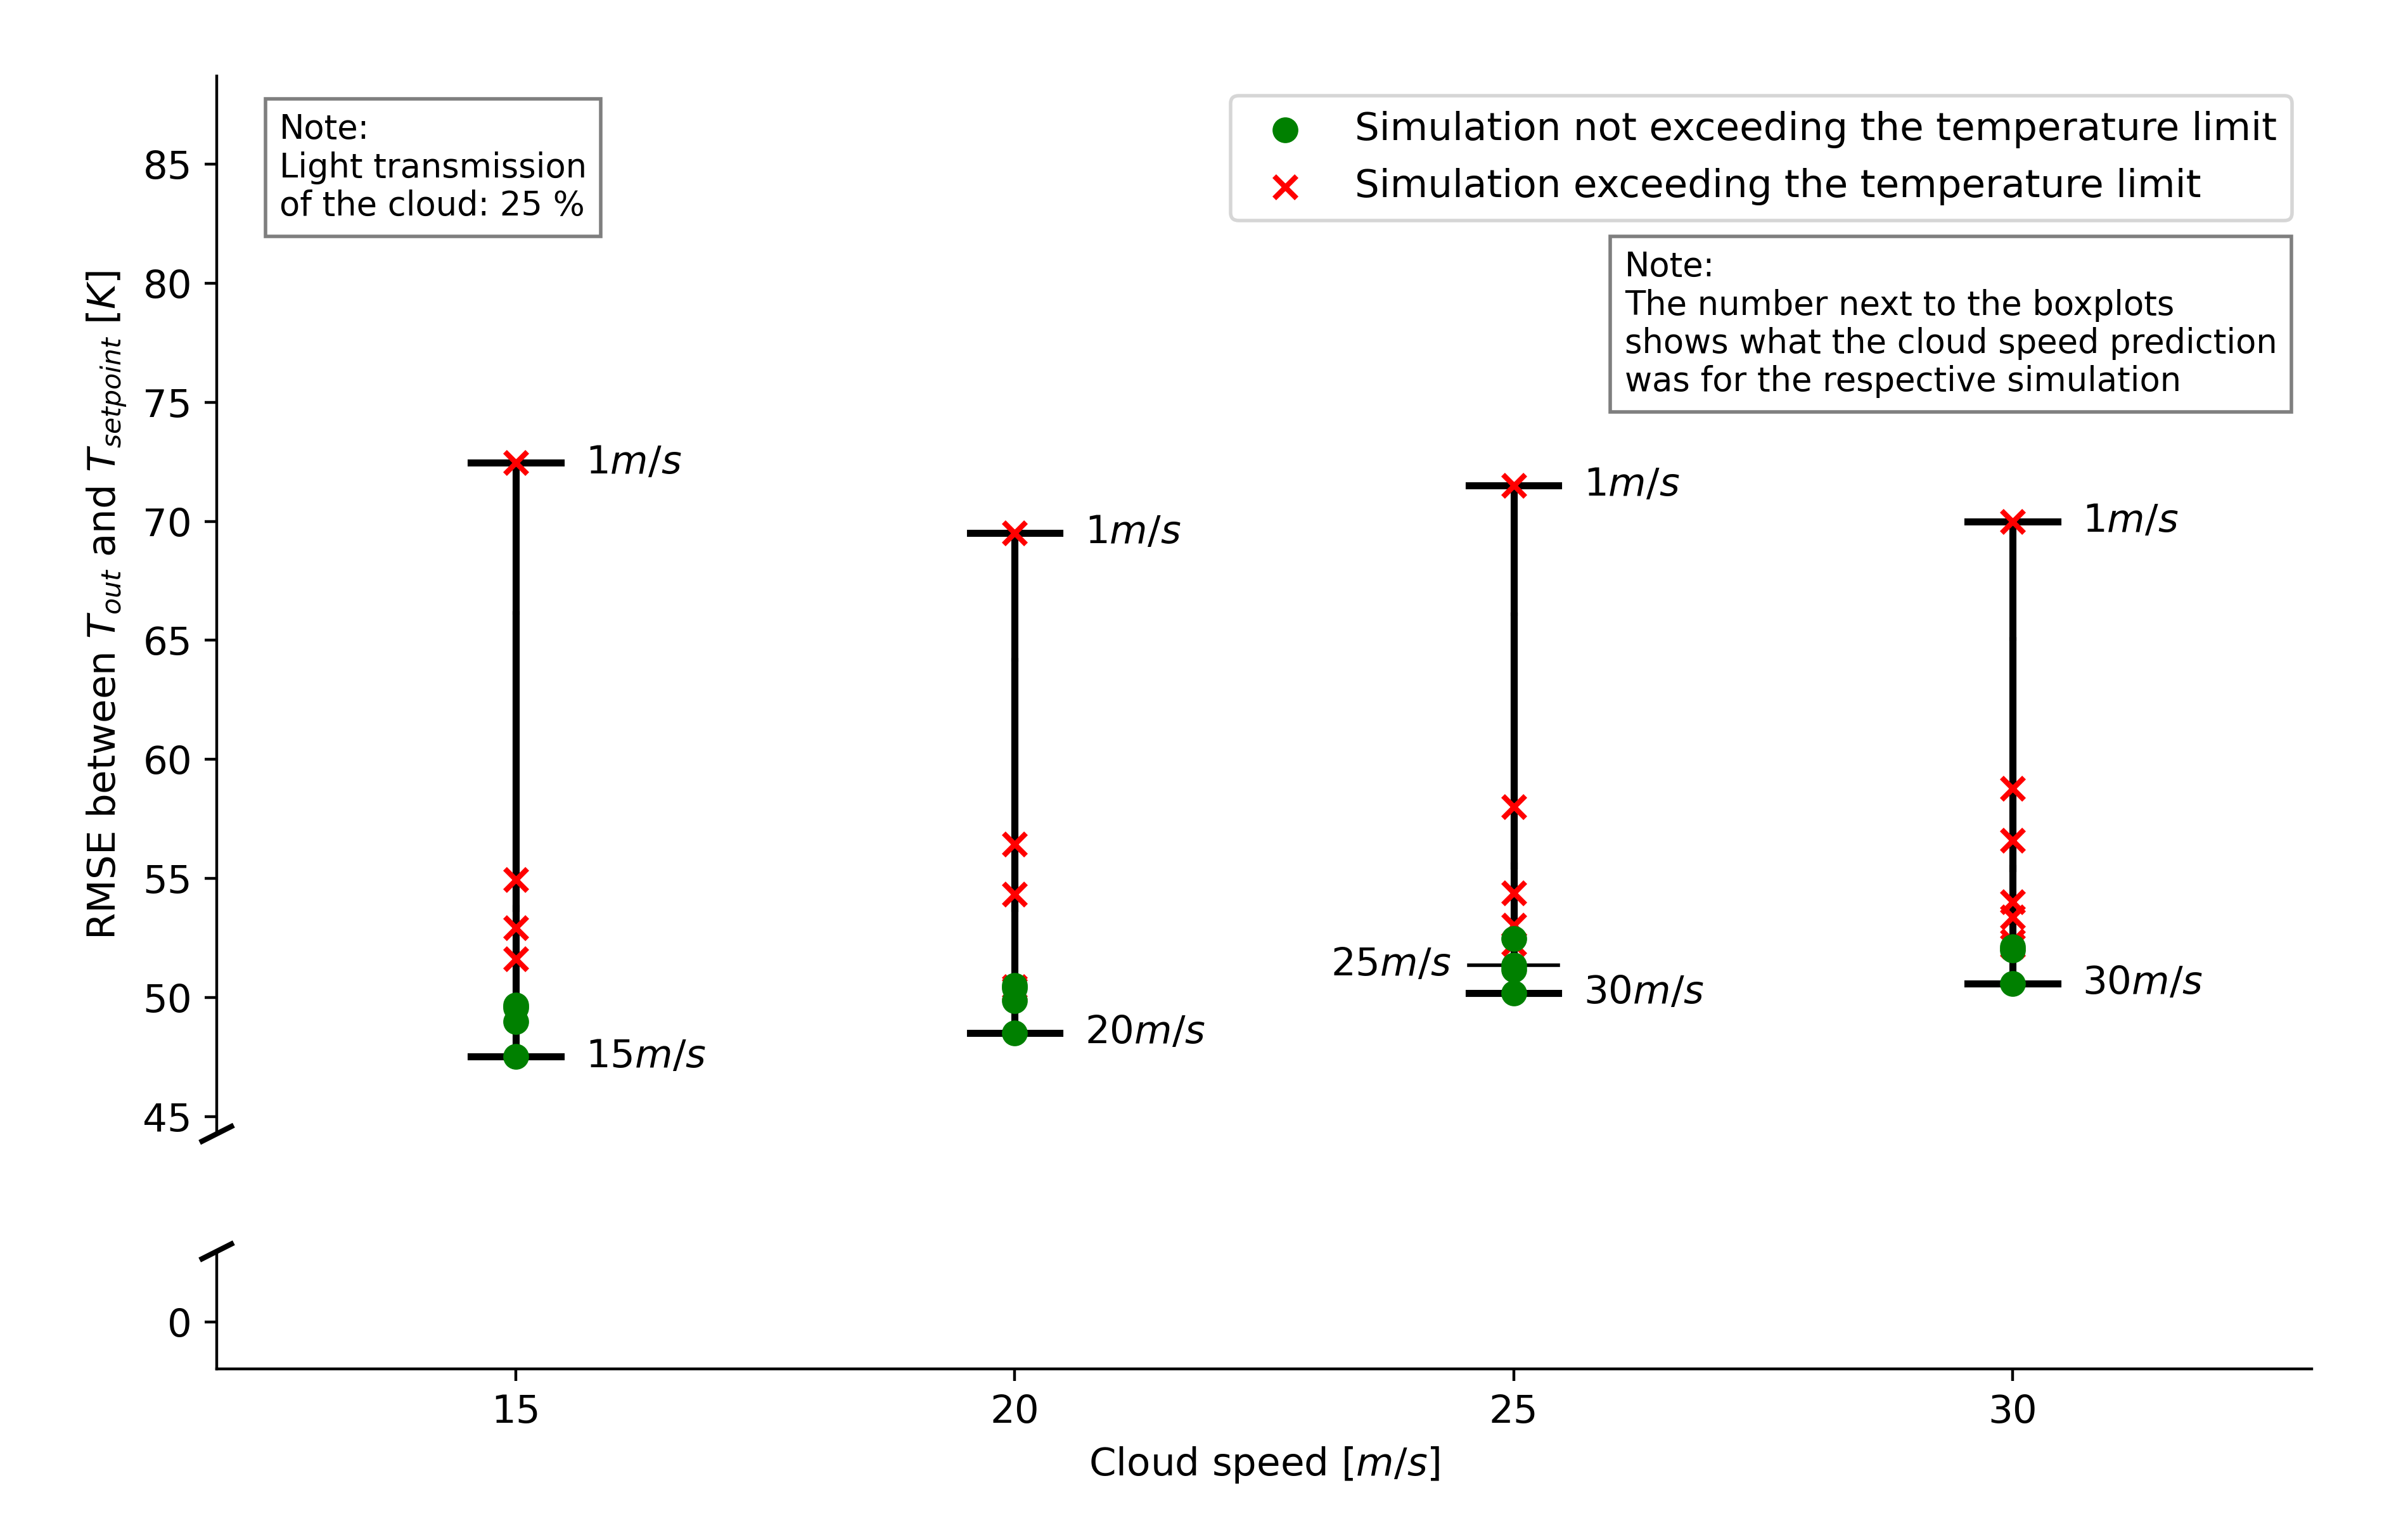 Note:
Light transmission
of the cloud: 25 %
Simulation not exceeding the temperature limit
Simulation exceeding the temperature limit
Note:
The number next to the boxplots
shows what the cloud speed prediction
was for the respective simulation
RMSE between T_out and T_setpoint [K]
85
80
75
70
65
60
55
50
45
0
1m/s
1m/s
1m/s
1m/s
25m/s
30m/s
30m/s
20m/s
15m/s
15
20
25
30
Cloud speed [m/s]